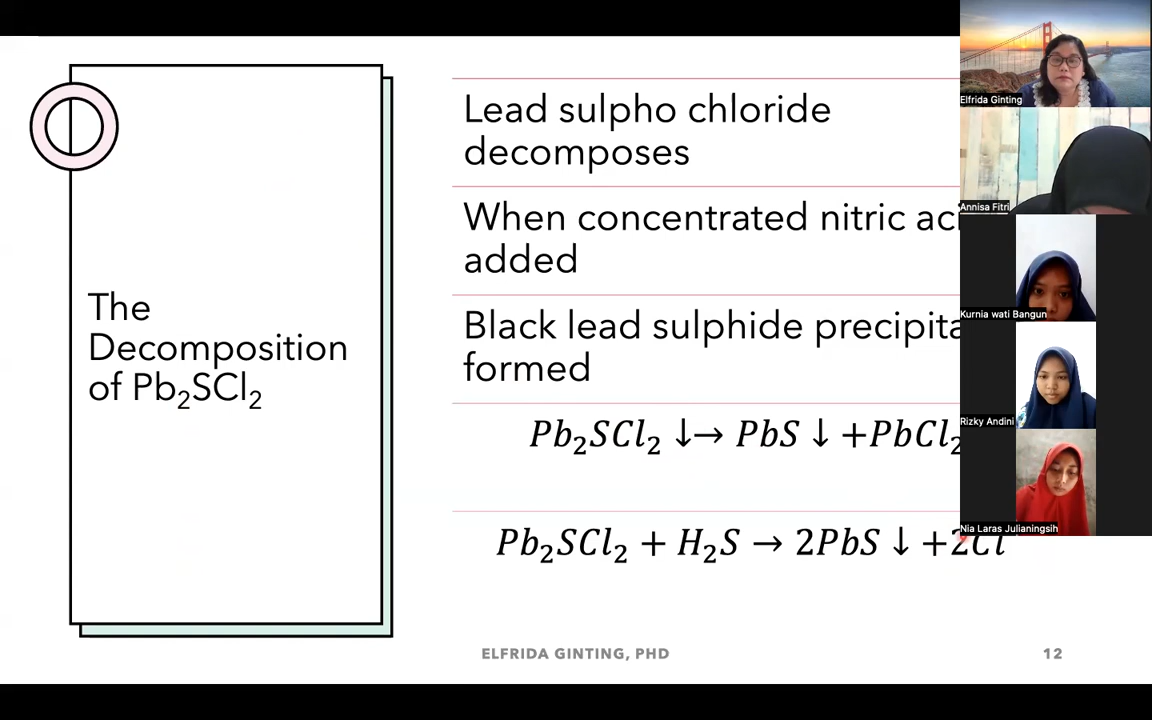 The
Decomposition
of Pb₂SCl₂
Lead sulpho chloride
decomposes
When concentrated nitric
added
Black lead sulphide
formed
Pb₂SCl₂ ↓→ PbS ↓ +PbCl₂
Pb₂SCl₂ + H₂S → 2PbS ↓ +2Cl
ELFRIDA GINTING, PHD
12
Elfrida Ginting
Annisa Fitri
Kurnia wati Bangun
Rizky Andini
Nia Laras Julianingsih